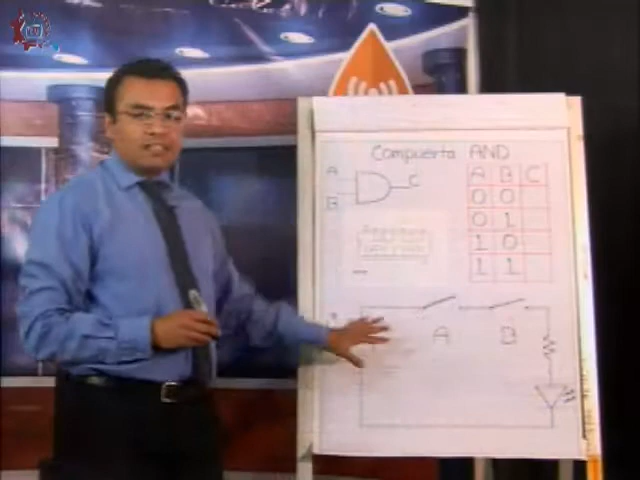 Compuerta AND
A
B
C
A B C
0 0
0 1
1 0
1 1
A B